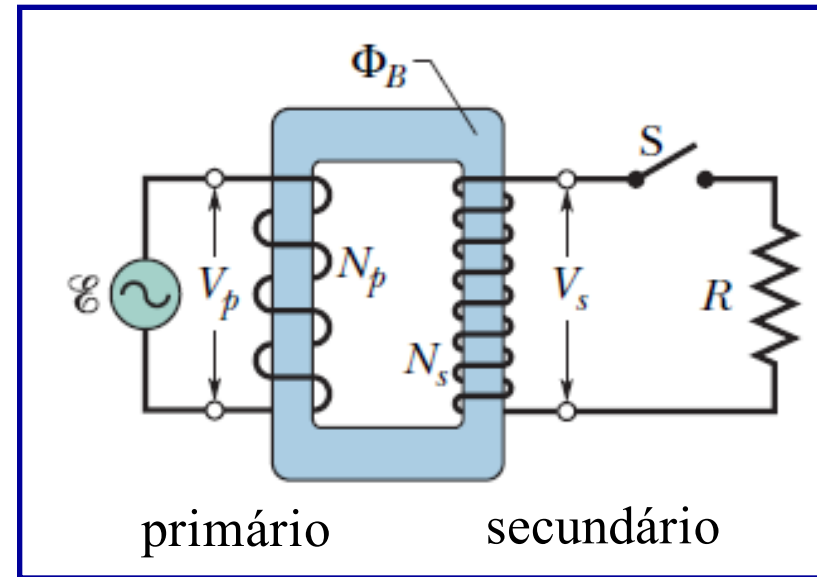 Φ_B
S
ℰ
V_p
N_p
N_s
V_s
R
primário
secundário